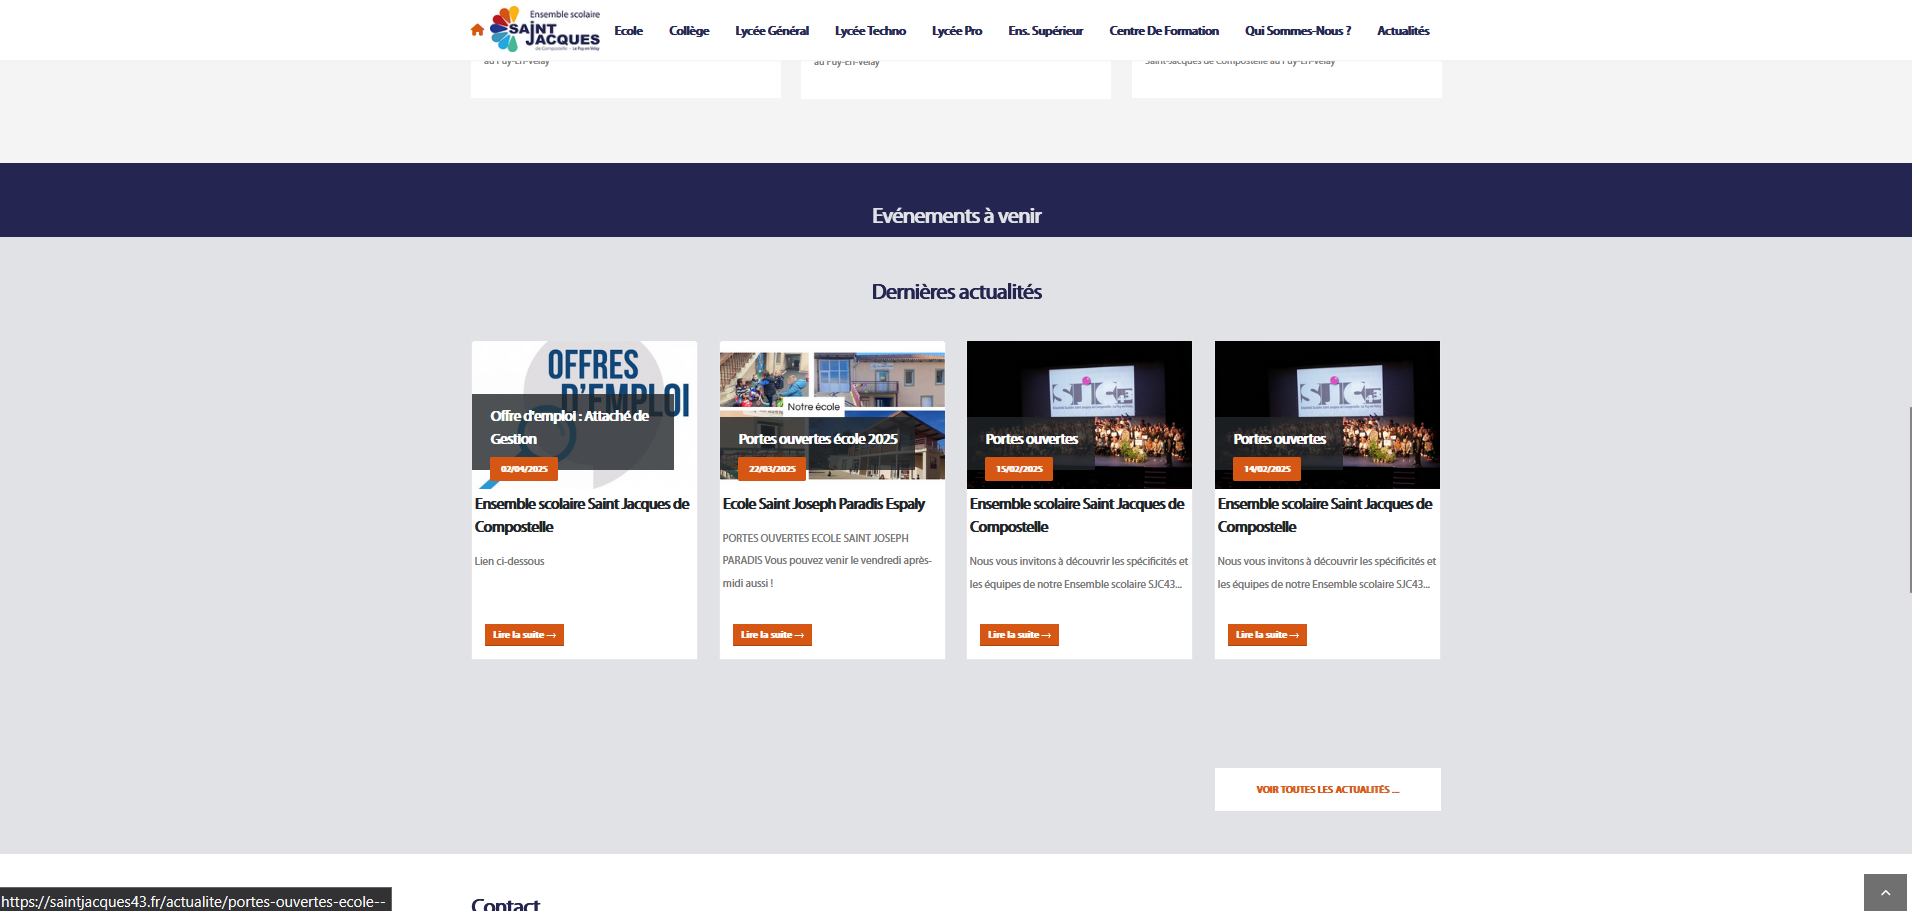 Ensemble scolaire
SAINT
JACQUES
de Compostelle - Le Puy-en-Velay
Ecole
Collège
Lycée Général
Lycée Techno
Lycée Pro
Ens. Supérieur
Centre De Formation
Qui Sommes-Nous ?
Actualités
au Puy-En-Velay
au Puy-En-Velay
Saint-Jacques de Compostelle au Puy-En-Velay
Evénements à venir
Dernières actualités
OFFRES
D'EMPLOI
Offre d'emploi : Attaché de
Gestion
02/04/2025
Ensemble scolaire Saint Jacques de
Compostelle
Lien ci-dessous
Lire la suite →
Notre école
Portes ouvertes école 2025
22/03/2025
Ecole Saint Joseph Paradis Espaly
PORTES OUVERTES ECOLE SAINT JOSEPH
PARADIS Vous pouvez venir le vendredi après-
midi aussi !
Lire la suite →
SJC43
Portes ouvertes
15/02/2025
Ensemble scolaire Saint Jacques de
Compostelle
Nous vous invitons à découvrir les spécificités et
les équipes de notre Ensemble scolaire SJC43...
Lire la suite →
SJC43
Portes ouvertes
14/02/2025
Ensemble scolaire Saint Jacques de
Compostelle
Nous vous invitons à découvrir les spécificités et
les équipes de notre Ensemble scolaire SJC43...
Lire la suite →
VOIR TOUTES LES ACTUALITÉS ...
Contact
https://saintjacques43.fr/actualite/portes-ouvertes-ecole--